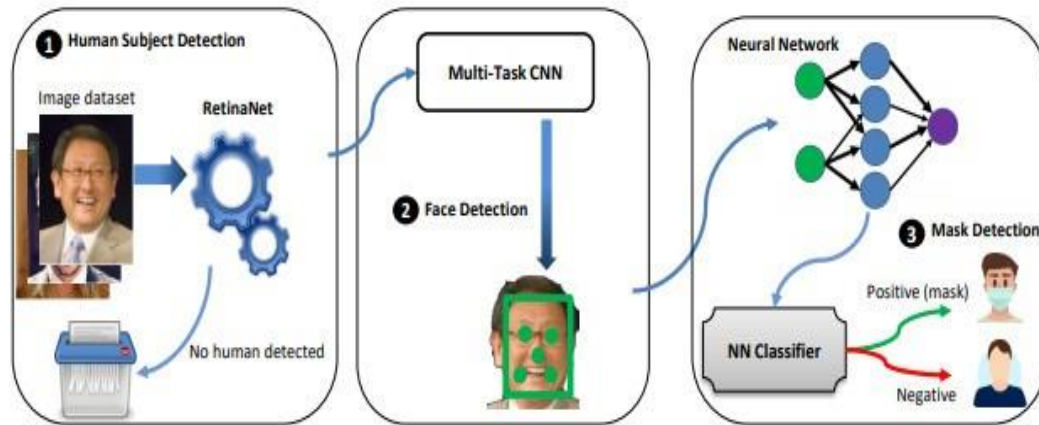 1 Human Subject Detection
Image dataset
RetinaNet
No human detected
Multi-Task CNN
2 Face Detection
Neural Network
3 Mask Detection
Positive (mask)
NN Classifier
Negative